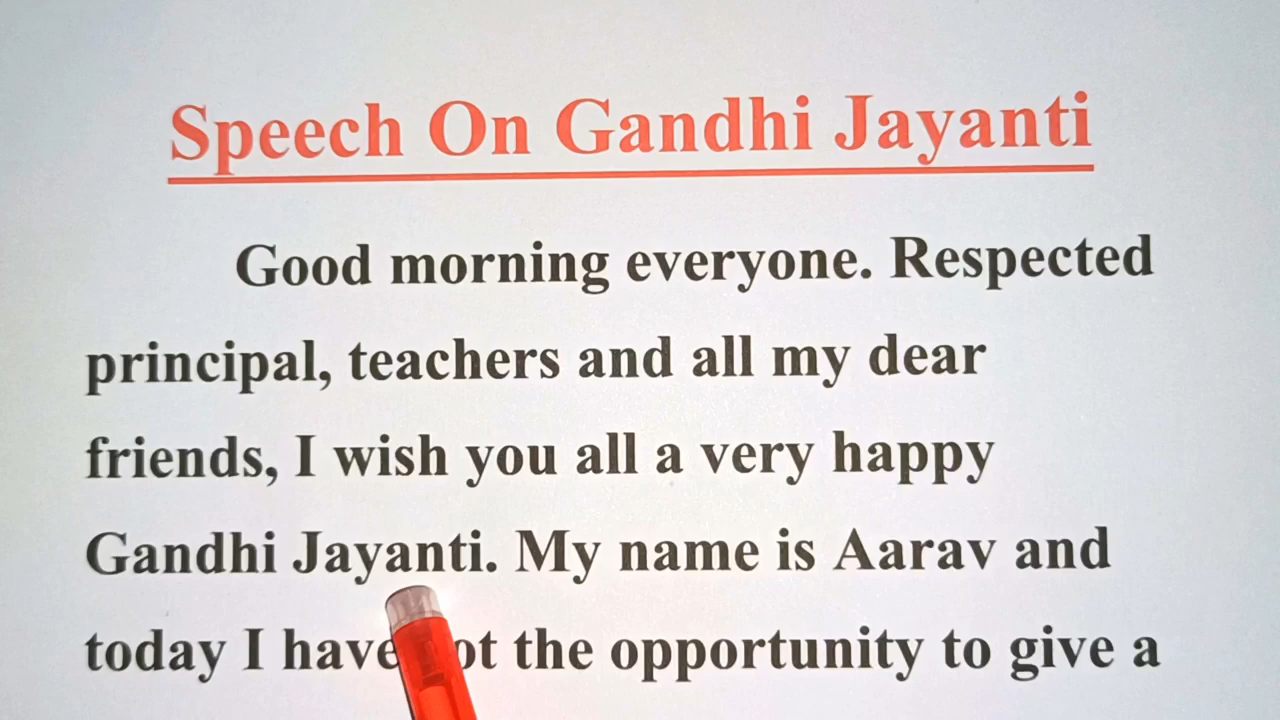 Speech On Gandhi Jayanti
Good morning everyone. Respected
principal, teachers and all my dear
friends, I wish you all a very happy
Gandhi Jayanti. My name is Aarav and
today I have the opportunity to give a